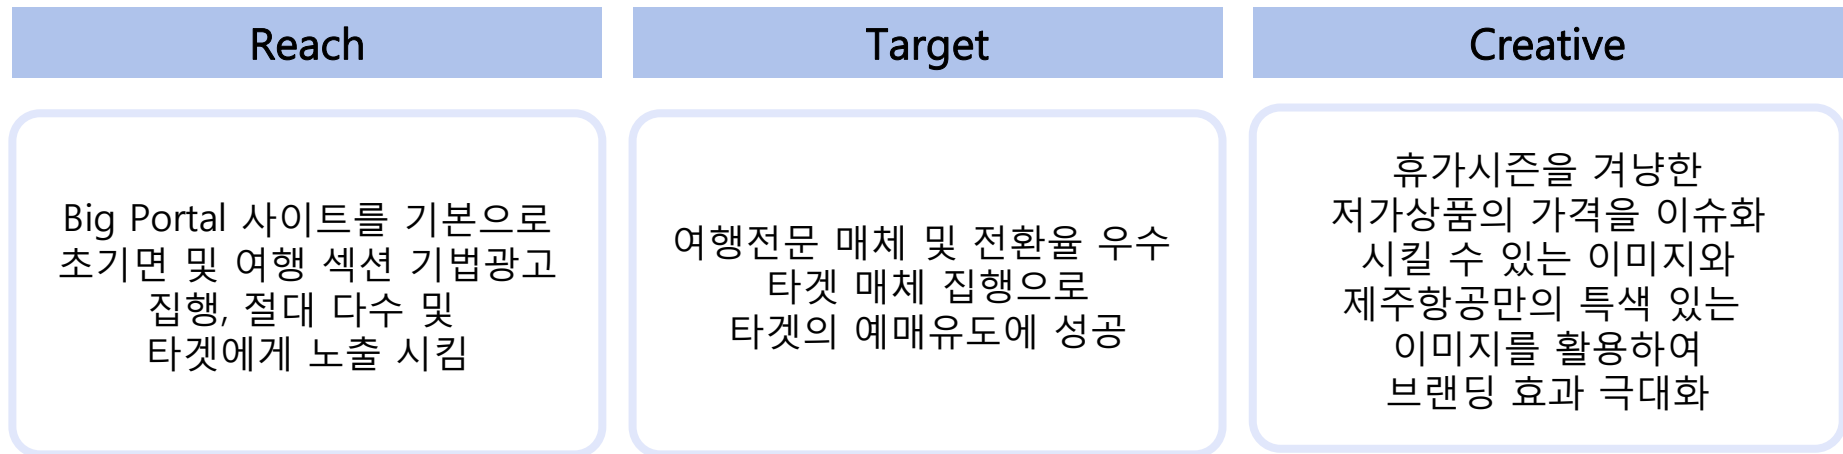 Reach
Big Portal 사이트를 기본으로
초기면 및 여행 섹션 기법광고
집행, 절대 다수 및
타겟에게 노출 시킴
Target
여행전문 매체 및 전환율 우수
타겟 매체 집행으로
타겟의 예매유도에 성공
Creative
휴가시즌을 겨냥한
저가상품의 가격을 이슈화
시킬 수 있는 이미지와
제주항공만의 특색 있는
이미지를 활용하여
브랜딩 효과 극대화